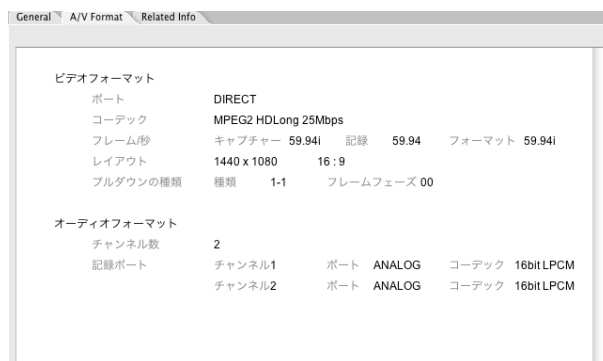 General A/V Format Related Info
ビデオフォーマット
ポート DIRECT
コーデック MPEG2 HDLong 25Mbps
フレーム/秒 キャプチャー 59.94i 記録 59.94 フォーマット 59.94i
レイアウト 1440 x 1080 16 : 9
プルダウンの種類 種類 1-1 フレームフェーズ 00
オーディオフォーマット
チャンネル数 2
記録ポート チャンネル1 ポート ANALOG コーデック 16bit LPCM
チャンネル2 ポート ANALOG コーデック 16bit LPCM